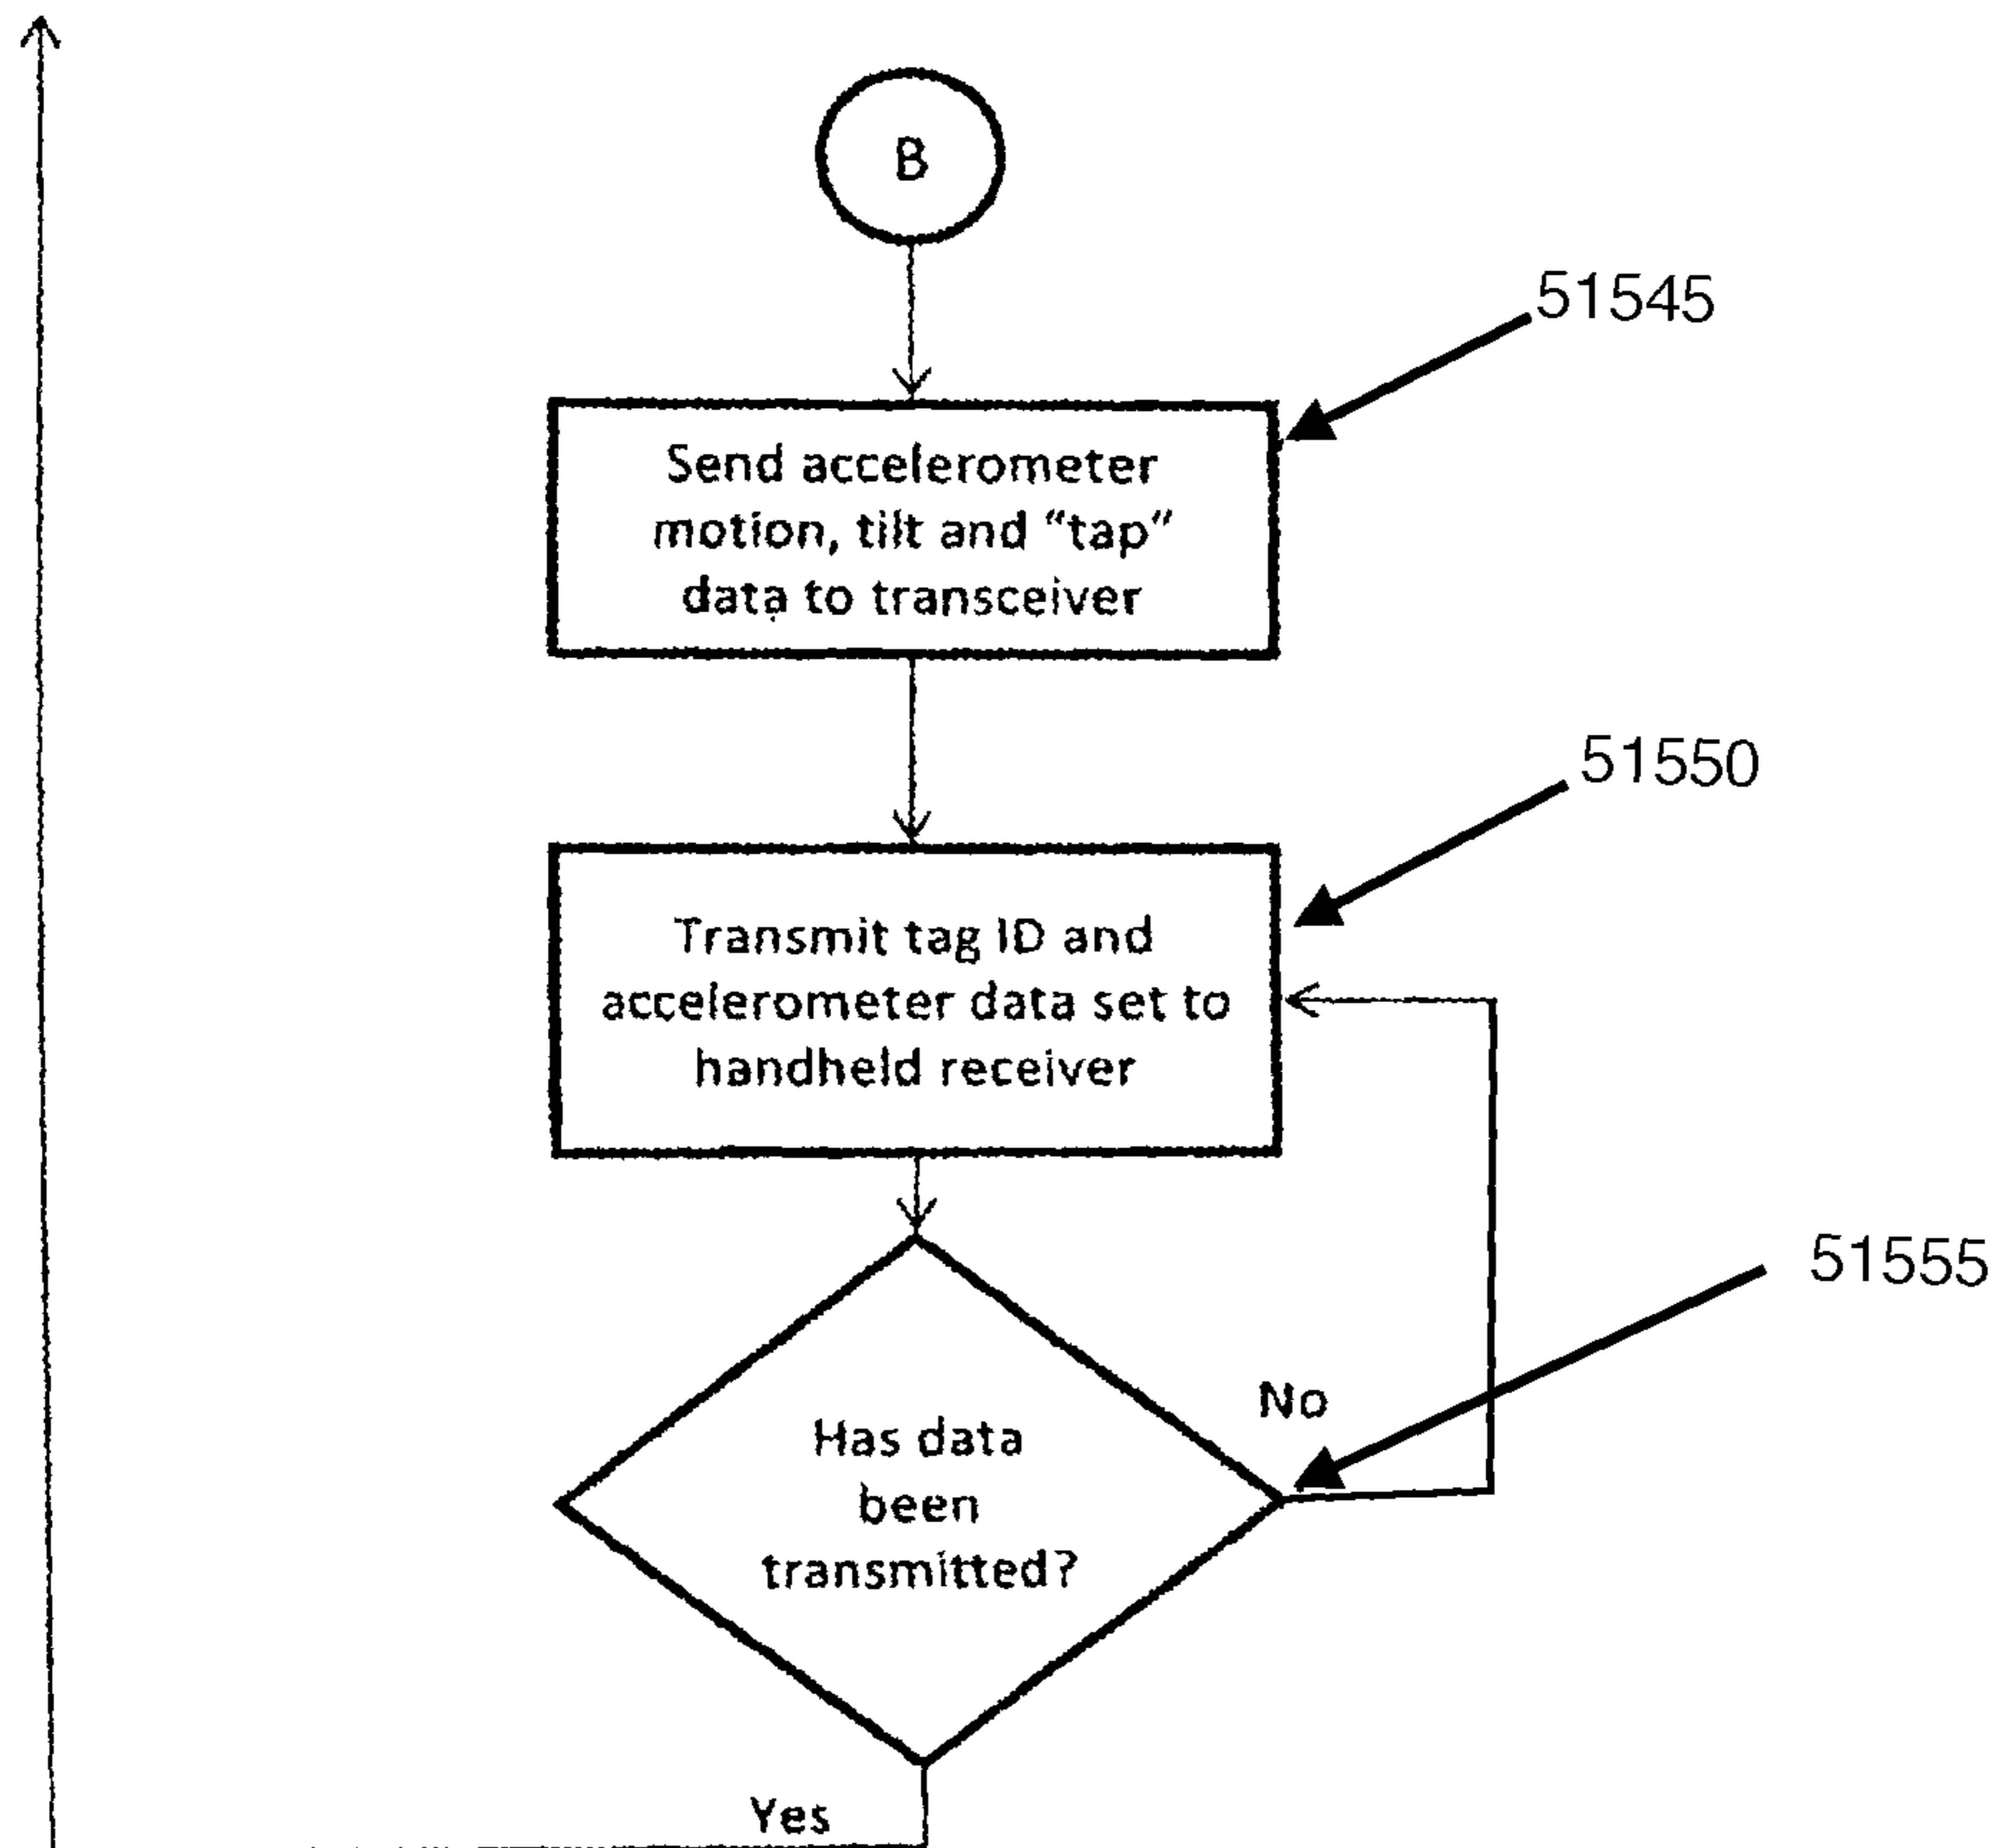 B
51545
Send accelerometer
motion, tilt and “tap”
data to transceiver
51550
Transmit tag ID and
accelerometer data set to
handheld receiver
51555
No
Has data
been
transmitted?
Yes